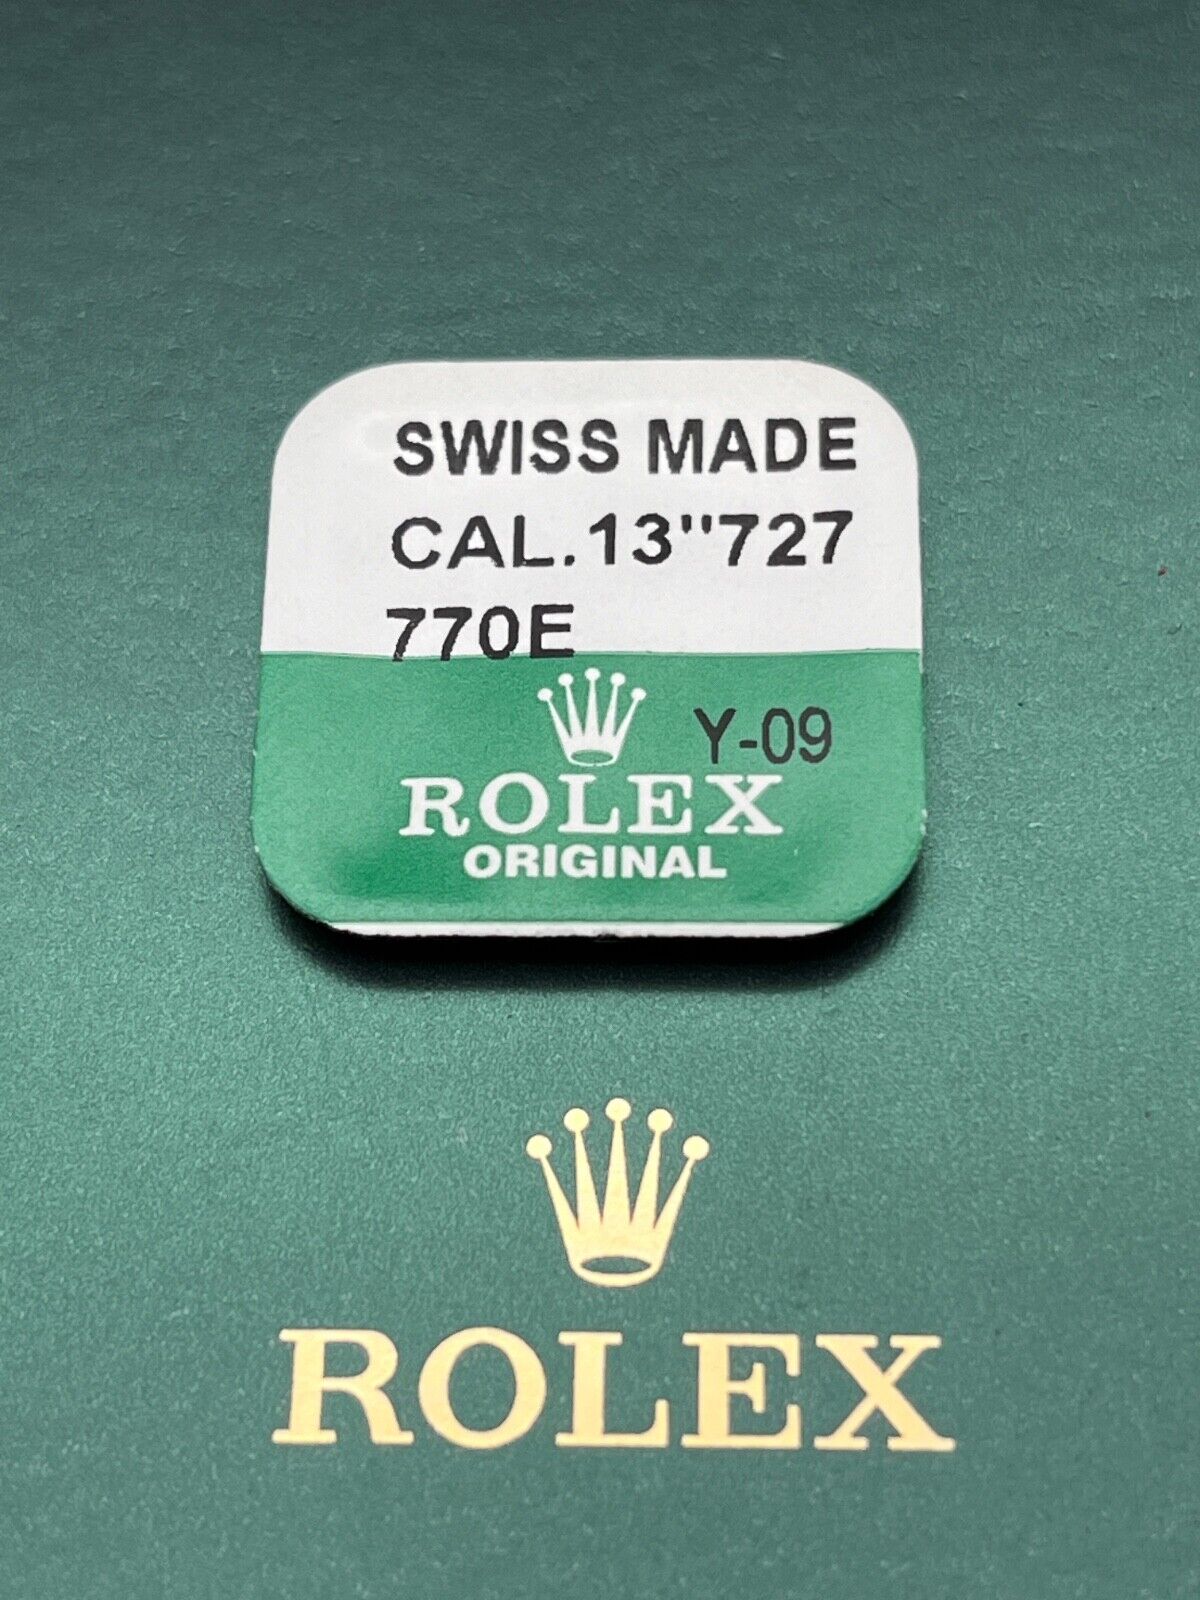 SWISS MADE
CAL.13"727
770E
Y-09
ROLEX
ORIGINAL
ROLEX